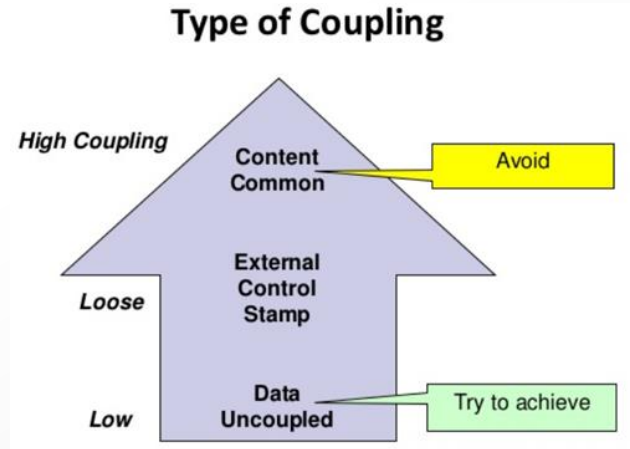 Type of Coupling
High Coupling
Content
Common
Avoid
External
Control
Stamp
Loose
Data
Uncoupled
Try to achieve
Low